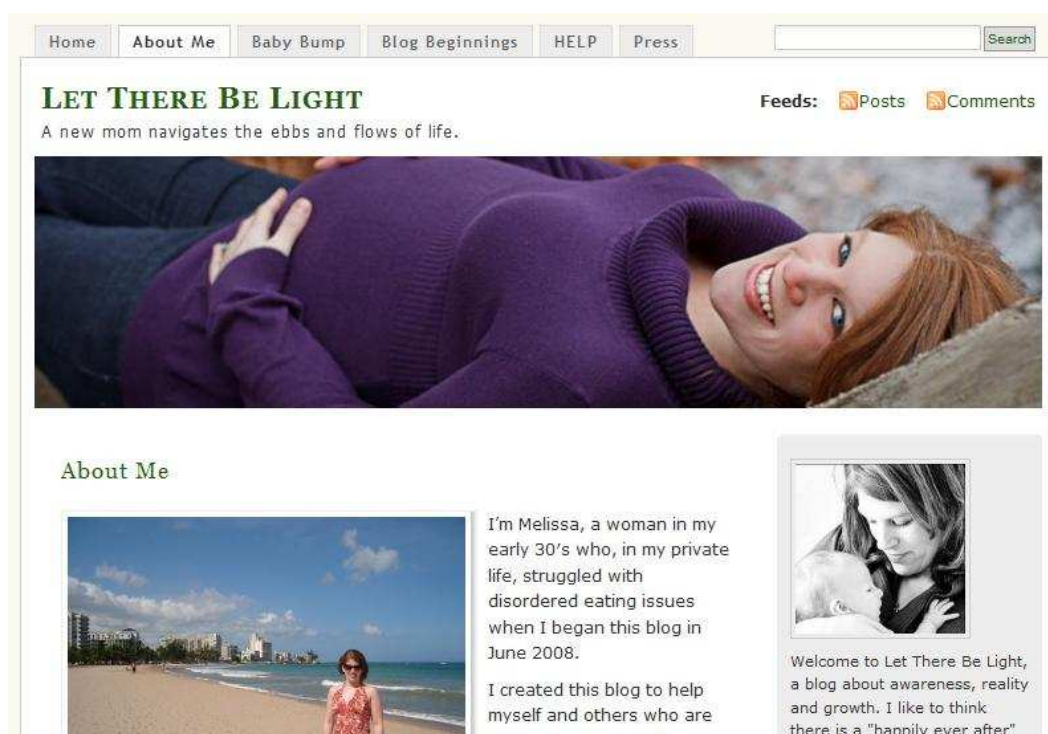 Home About Me Baby Bump Blog Beginnings HELP Press Search
LET THERE BE LIGHT
Feeds: Posts Comments
A new mom navigates the ebbs and flows of life.
About Me
I'm Melissa, a woman in my
early 30's who, in my private
life, struggled with
disordered eating issues
when I began this blog in
June 2008.
I created this blog to help
myself and others who are
Welcome to Let There Be Light,
a blog about awareness, reality
and growth. I like to think
there is a "happily ever after"